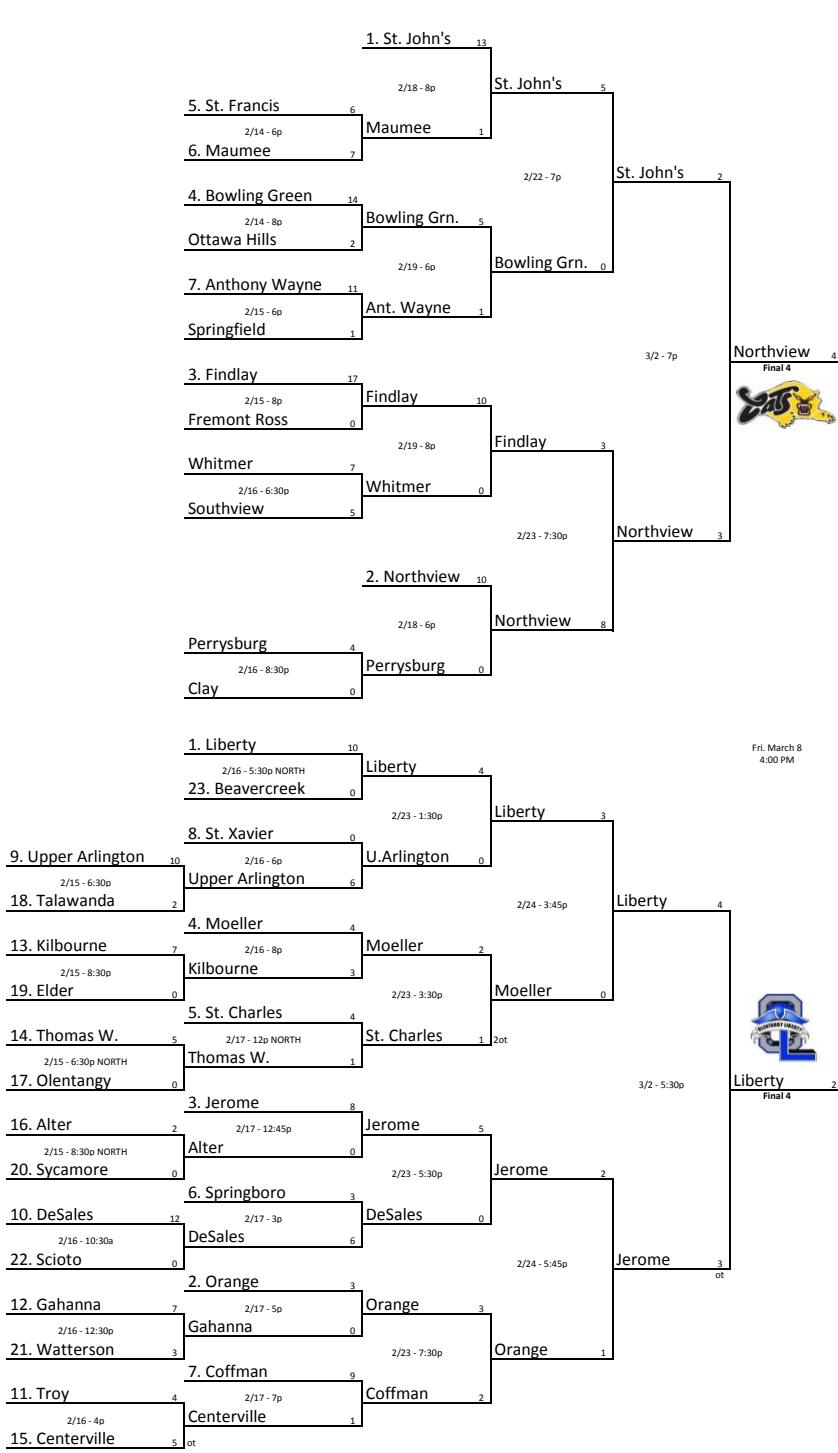 1. St. John's 13
2/18 - 8p
St. John's 5
5. St. Francis 6
2/14 - 6p
Maumee 1
6. Maumee 7
2/22 - 7p
St. John's 2
4. Bowling Green 14
2/14 - 8p
Bowling Grn. 5
Ottawa Hills 2
2/19 - 6p
Bowling Grn. 0
7. Anthony Wayne 11
2/15 - 6p
Ant. Wayne 1
Springfield 1
3/2 - 7p
Northview 4
Final 4
CATS
3. Findlay 17
2/15 - 8p
Findlay 10
Fremont Ross 0
2/19 - 8p
Findlay 3
Whitmer 7
2/16 - 6:30p
Whitmer 0
Southview 5
2/23 - 7:30p
Northview 3
2. Northview 10
2/18 - 6p
Northview 8
Perrysburg 4
2/16 - 8:30p
Perrysburg 0
Clay 0
1. Liberty 10
2/16 - 5:30p NORTH
Liberty 4
23. Beavercreek 0
Fri. March 8
4:00 PM
2/23 - 1:30p
Liberty 3
8. St. Xavier 0
9. Upper Arlington 10
2/16 - 6p
U.Arlington 0
2/15 - 6:30p
Upper Arlington 6
18. Talawanda 2
2/24 - 3:45p
Liberty 4
4. Moeller 4
13. Kilbourne 7
2/16 - 8p
Moeller 2
2/15 - 8:30p
Kilbourne 3
19. Elder 0
2/23 - 3:30p
Moeller 0
5. St. Charles 4
14. Thomas W. 5
2/17 - 12p NORTH
St. Charles 1 2ot
2/15 - 6:30p NORTH
Thomas W. 1
17. Olentangy 0
3/2 - 5:30p
OLENTANGY LIBERTY
Liberty 2
Final 4
3. Jerome 8
16. Alter 2
2/17 - 12:45p
Jerome 5
2/15 - 8:30p NORTH
Alter 0
20. Sycamore 0
2/23 - 5:30p
Jerome 2
6. Springboro 3
10. DeSales 12
2/17 - 3p
DeSales 0
2/16 - 10:30a
DeSales 6
22. Scioto 0
2/24 - 5:45p
Jerome 3
ot
2. Orange 3
12. Gahanna 7
2/17 - 5p
Orange 3
2/16 - 12:30p
Gahanna 0
21. Watterson 3
2/23 - 7:30p
Orange 1
7. Coffman 9
11. Troy 4
2/17 - 7p
Coffman 2
2/16 - 4p
Centerville 1
15. Centerville 5 ot